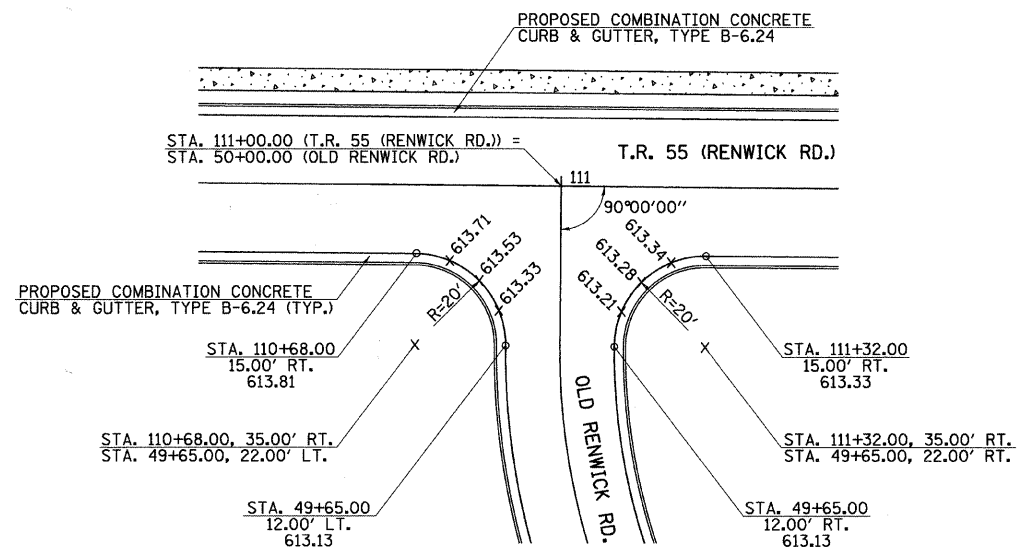 PROPOSED COMBINATION CONCRETE
CURB & GUTTER, TYPE B-6.24
STA. 111+00.00 (T.R. 55 (RENWICK RD.)) =
STA. 50+00.00 (OLD RENWICK RD.)
T.R. 55 (RENWICK RD.)
111
90°00'00''
613.71
613.53
613.33
R=20'
613.34
613.28
613.21
R=20'
PROPOSED COMBINATION CONCRETE
CURB & GUTTER, TYPE B-6.24 (TYP.)
STA. 110+68.00
15.00' RT.
613.81
STA. 111+32.00
15.00' RT.
613.33
STA. 110+68.00, 35.00' RT.
STA. 49+65.00, 22.00' LT.
OLD RENWICK RD.
STA. 111+32.00, 35.00' RT.
STA. 49+65.00, 22.00' RT.
STA. 49+65.00
12.00' LT.
613.13
STA. 49+65.00
12.00' RT.
613.13